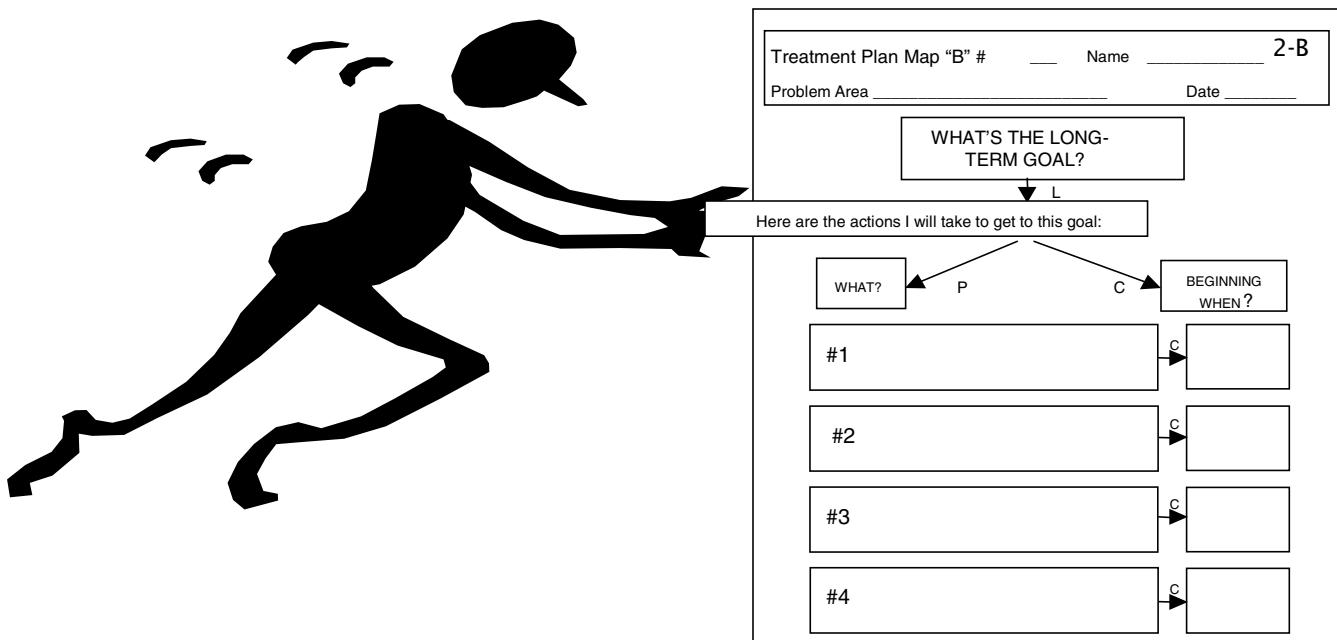 Treatment Plan Map “B” # ___ Name _____________ 2-B
Problem Area __________________________ Date ________
WHAT’S THE LONG-
TERM GOAL?
L
Here are the actions I will take to get to this goal:
WHAT?
P
C
BEGINNING
WHEN?
#1
C
#2
C
#3
C
#4
C